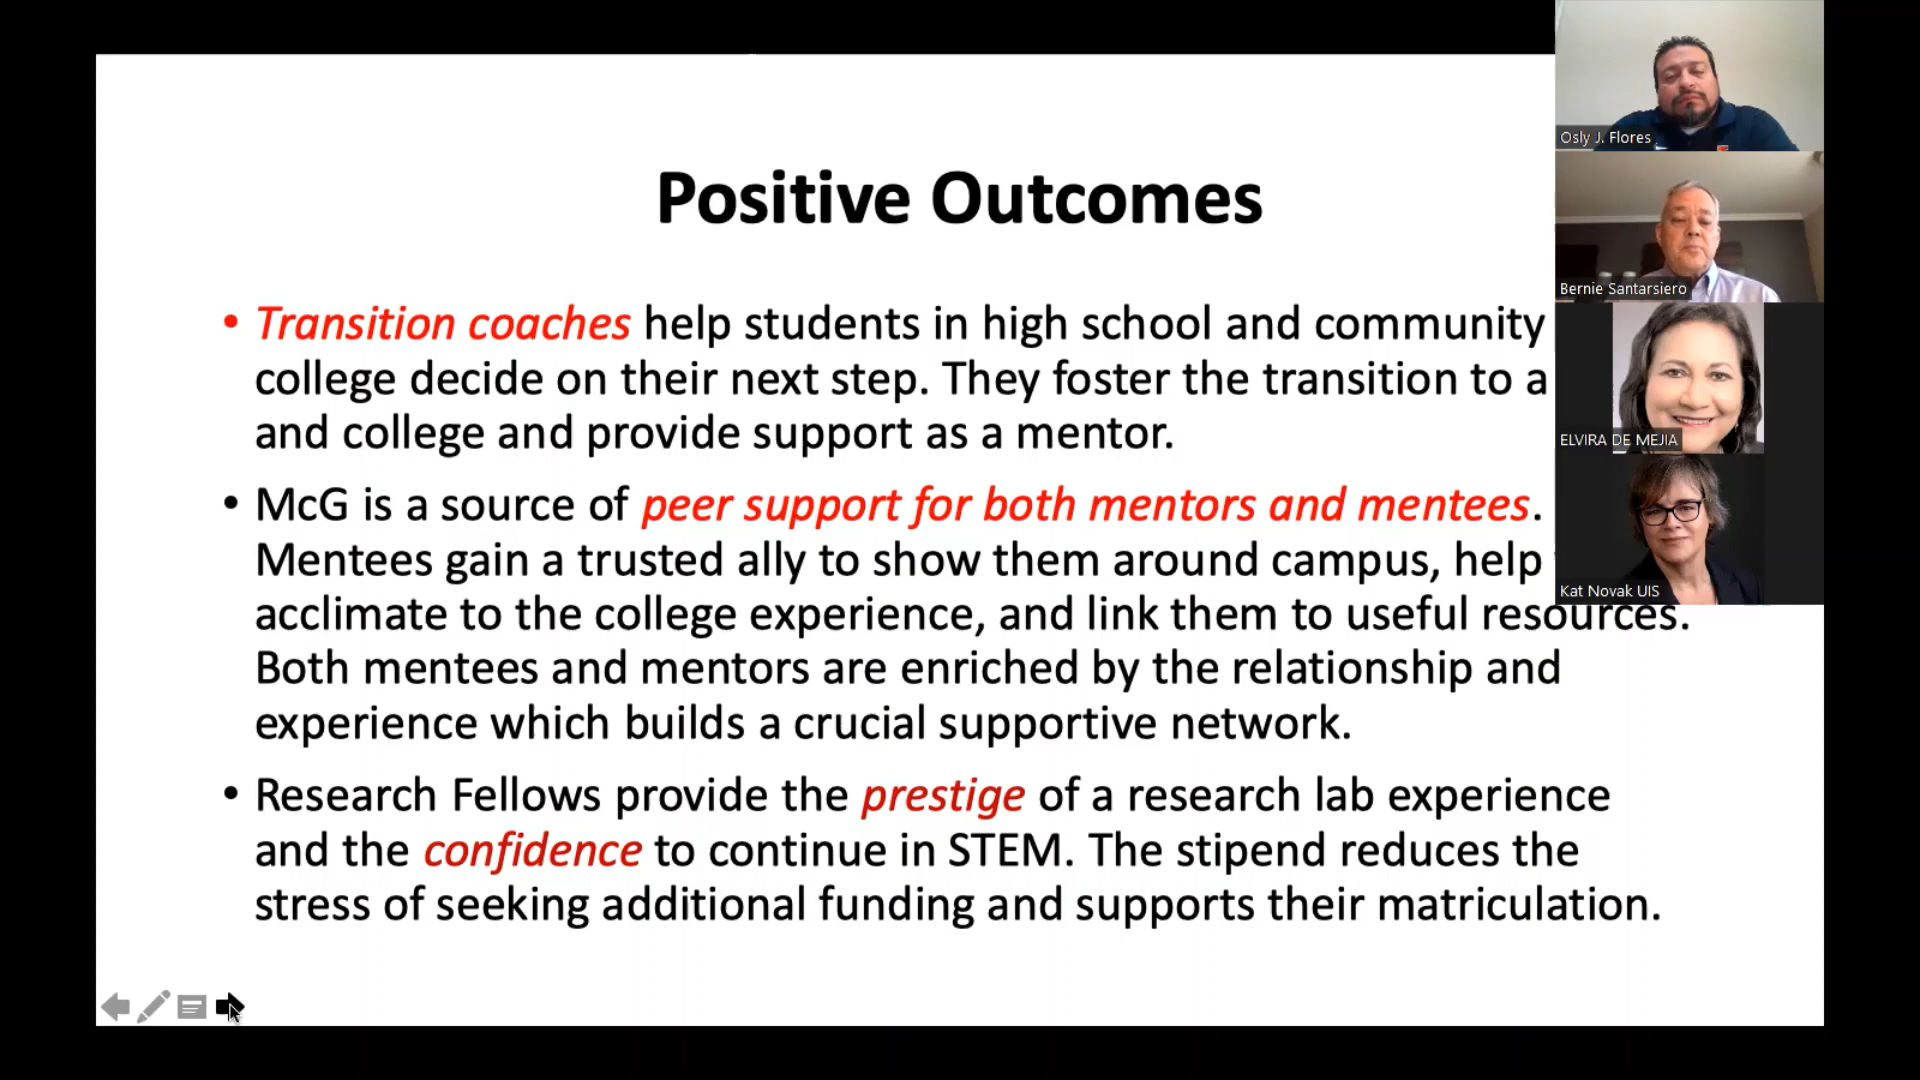 Positive Outcomes
• Transition coaches help students in high school and community
college decide on their next step. They foster the transition to a
and college and provide support as a mentor.
• McG is a source of peer support for both mentors and mentees.
Mentees gain a trusted ally to show them around campus, help
acclimate to the college experience, and link them to useful resources.
Both mentees and mentors are enriched by the relationship and
experience which builds a crucial supportive network.
• Research Fellows provide the prestige of a research lab experience
and the confidence to continue in STEM. The stipend reduces the
stress of seeking additional funding and supports their matriculation.
Osly J. Flores
Bernie Santarsiero
ELVIRA DE MEJIA
Kat Novak UIS